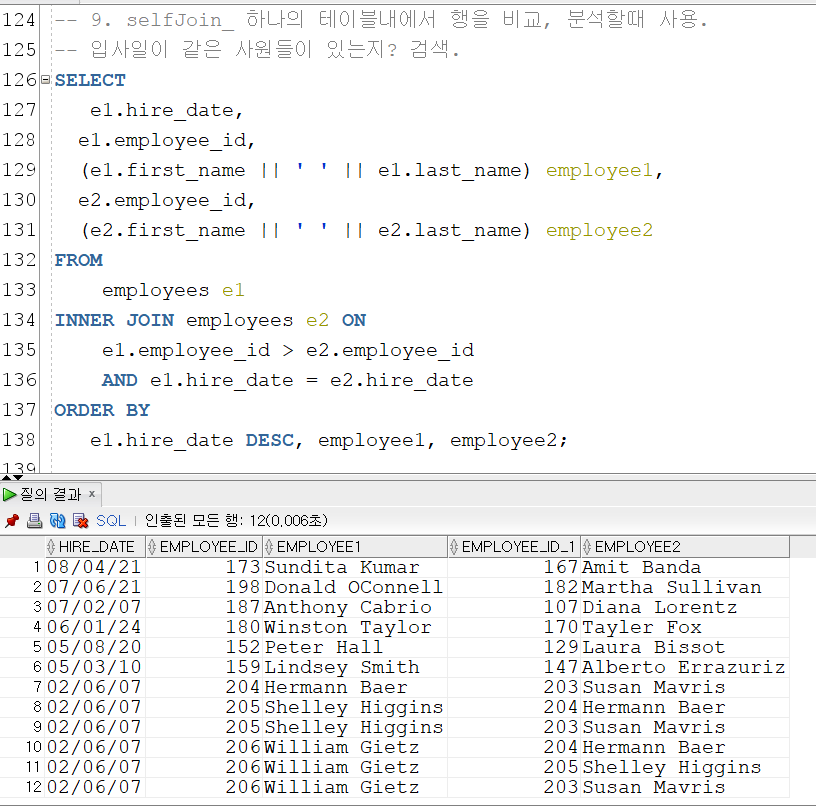 124 -- 9. selfJoin_ 하나의 테이블내에서 행을 비교, 분석할때 사용.
125 -- 입사일이 같은 사원들이 있는지? 검색.
126 SELECT
127 e1.hire_date,
128 e1.employee_id,
129 (e1.first_name || ' ' || e1.last_name) employee1,
130 e2.employee_id,
131 (e2.first_name || ' ' || e2.last_name) employee2
132 FROM
133 employees e1
134 INNER JOIN employees e2 ON
135 e1.employee_id > e2.employee_id
136 AND e1.hire_date = e2.hire_date
137 ORDER BY
138 e1.hire_date DESC, employee1, employee2;
139
질의 결과 x
SQL | 인출된 모든 행: 12(0,006초)
HIRE_DATE EMPLOYEE_ID EMPLOYEE1 EMPLOYEE_ID_1 EMPLOYEE2
1 08/04/21 173 Sundita Kumar 167 Amit Banda
2 07/06/21 198 Donald OConnell 182 Martha Sullivan
3 07/02/07 187 Anthony Cabrio 107 Diana Lorentz
4 06/01/24 180 Winston Taylor 170 Tayler Fox
5 05/08/20 152 Peter Hall 129 Laura Bissot
6 05/03/10 159 Lindsey Smith 147 Alberto Errazuriz
7 02/06/07 204 Hermann Baer 203 Susan Mavris
8 02/06/07 205 Shelley Higgins 204 Hermann Baer
9 02/06/07 205 Shelley Higgins 203 Susan Mavris
10 02/06/07 206 William Gietz 204 Hermann Baer
11 02/06/07 206 William Gietz 205 Shelley Higgins
12 02/06/07 206 William Gietz 203 Susan Mavris